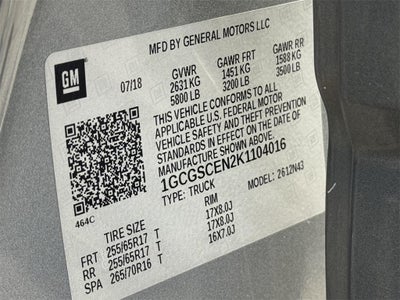 MFD BY GENERAL MOTORS LLC
GM
07/18
GVWR GAWR FRT GAWR RR
2631 KG 1451 KG 1588 KG
5800 LB 3200 LB 3500 LB
THIS VEHICLE CONFORMS TO ALL
APPLICABLE U.S. FEDERAL MOTOR
VEHICLE SAFETY AND THEFT PREVENTION
STANDARDS IN EFFECT ON THE DATE OF
MANUFACTURE SHOWN ABOVE.
1GCGSCEN2K1104016
TYPE: TRUCK MODEL: 2612N43
464C
TIRE SIZE RIM
FRT 255/65R17 T 17X8.0J
RR 255/65R17 T 17X8.0J
SPA 265/70R16 T 16X7.0J